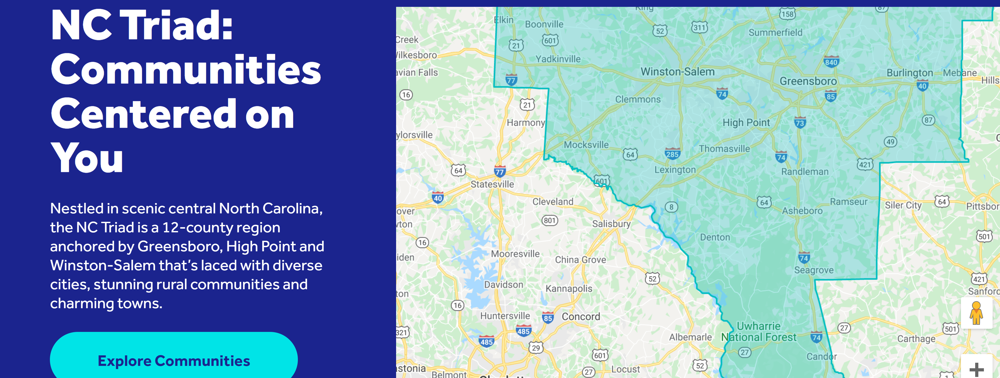 NC Triad:
Communities
Centered on
You
Nestled in scenic central North Carolina,
the NC Triad is a 12-county region
anchored by Greensboro, High Point and
Winston-Salem that’s laced with diverse
cities, stunning rural communities and
charming towns.
Explore Communities
King
87
158
Elkin
Boonville
52
311
Summerfield
Creek
601
21
ilkesboro
Yadkinville
840
avian Falls
Winston-Salem
Burlington
Mebane
77
Greensboro
40
Hills
16
74
85
Clemmons
21
Harmony
High Point
73
87
ylorsville
Mocksville
64
285
Thomasville
74
49
64
77
Lexington
Randleman
421
Statesville
601
40
Cleveland
8
64
Ramseur
Siler City
64
Pittsbor
over
Asheboro
vton
801
Salisbury
16
Denton
501
iden
Mooresville
China Grove
74
Seagrove
52
421
Davidson
Kannapolis
Sanford
ton
16
Huntersville
85
Concord
485
321
485
29
Albemarle
Uwharrie
National Forest
74
27
501
Carthage
27
601
Candor
52
astonia
Belmont
27
Locust
1